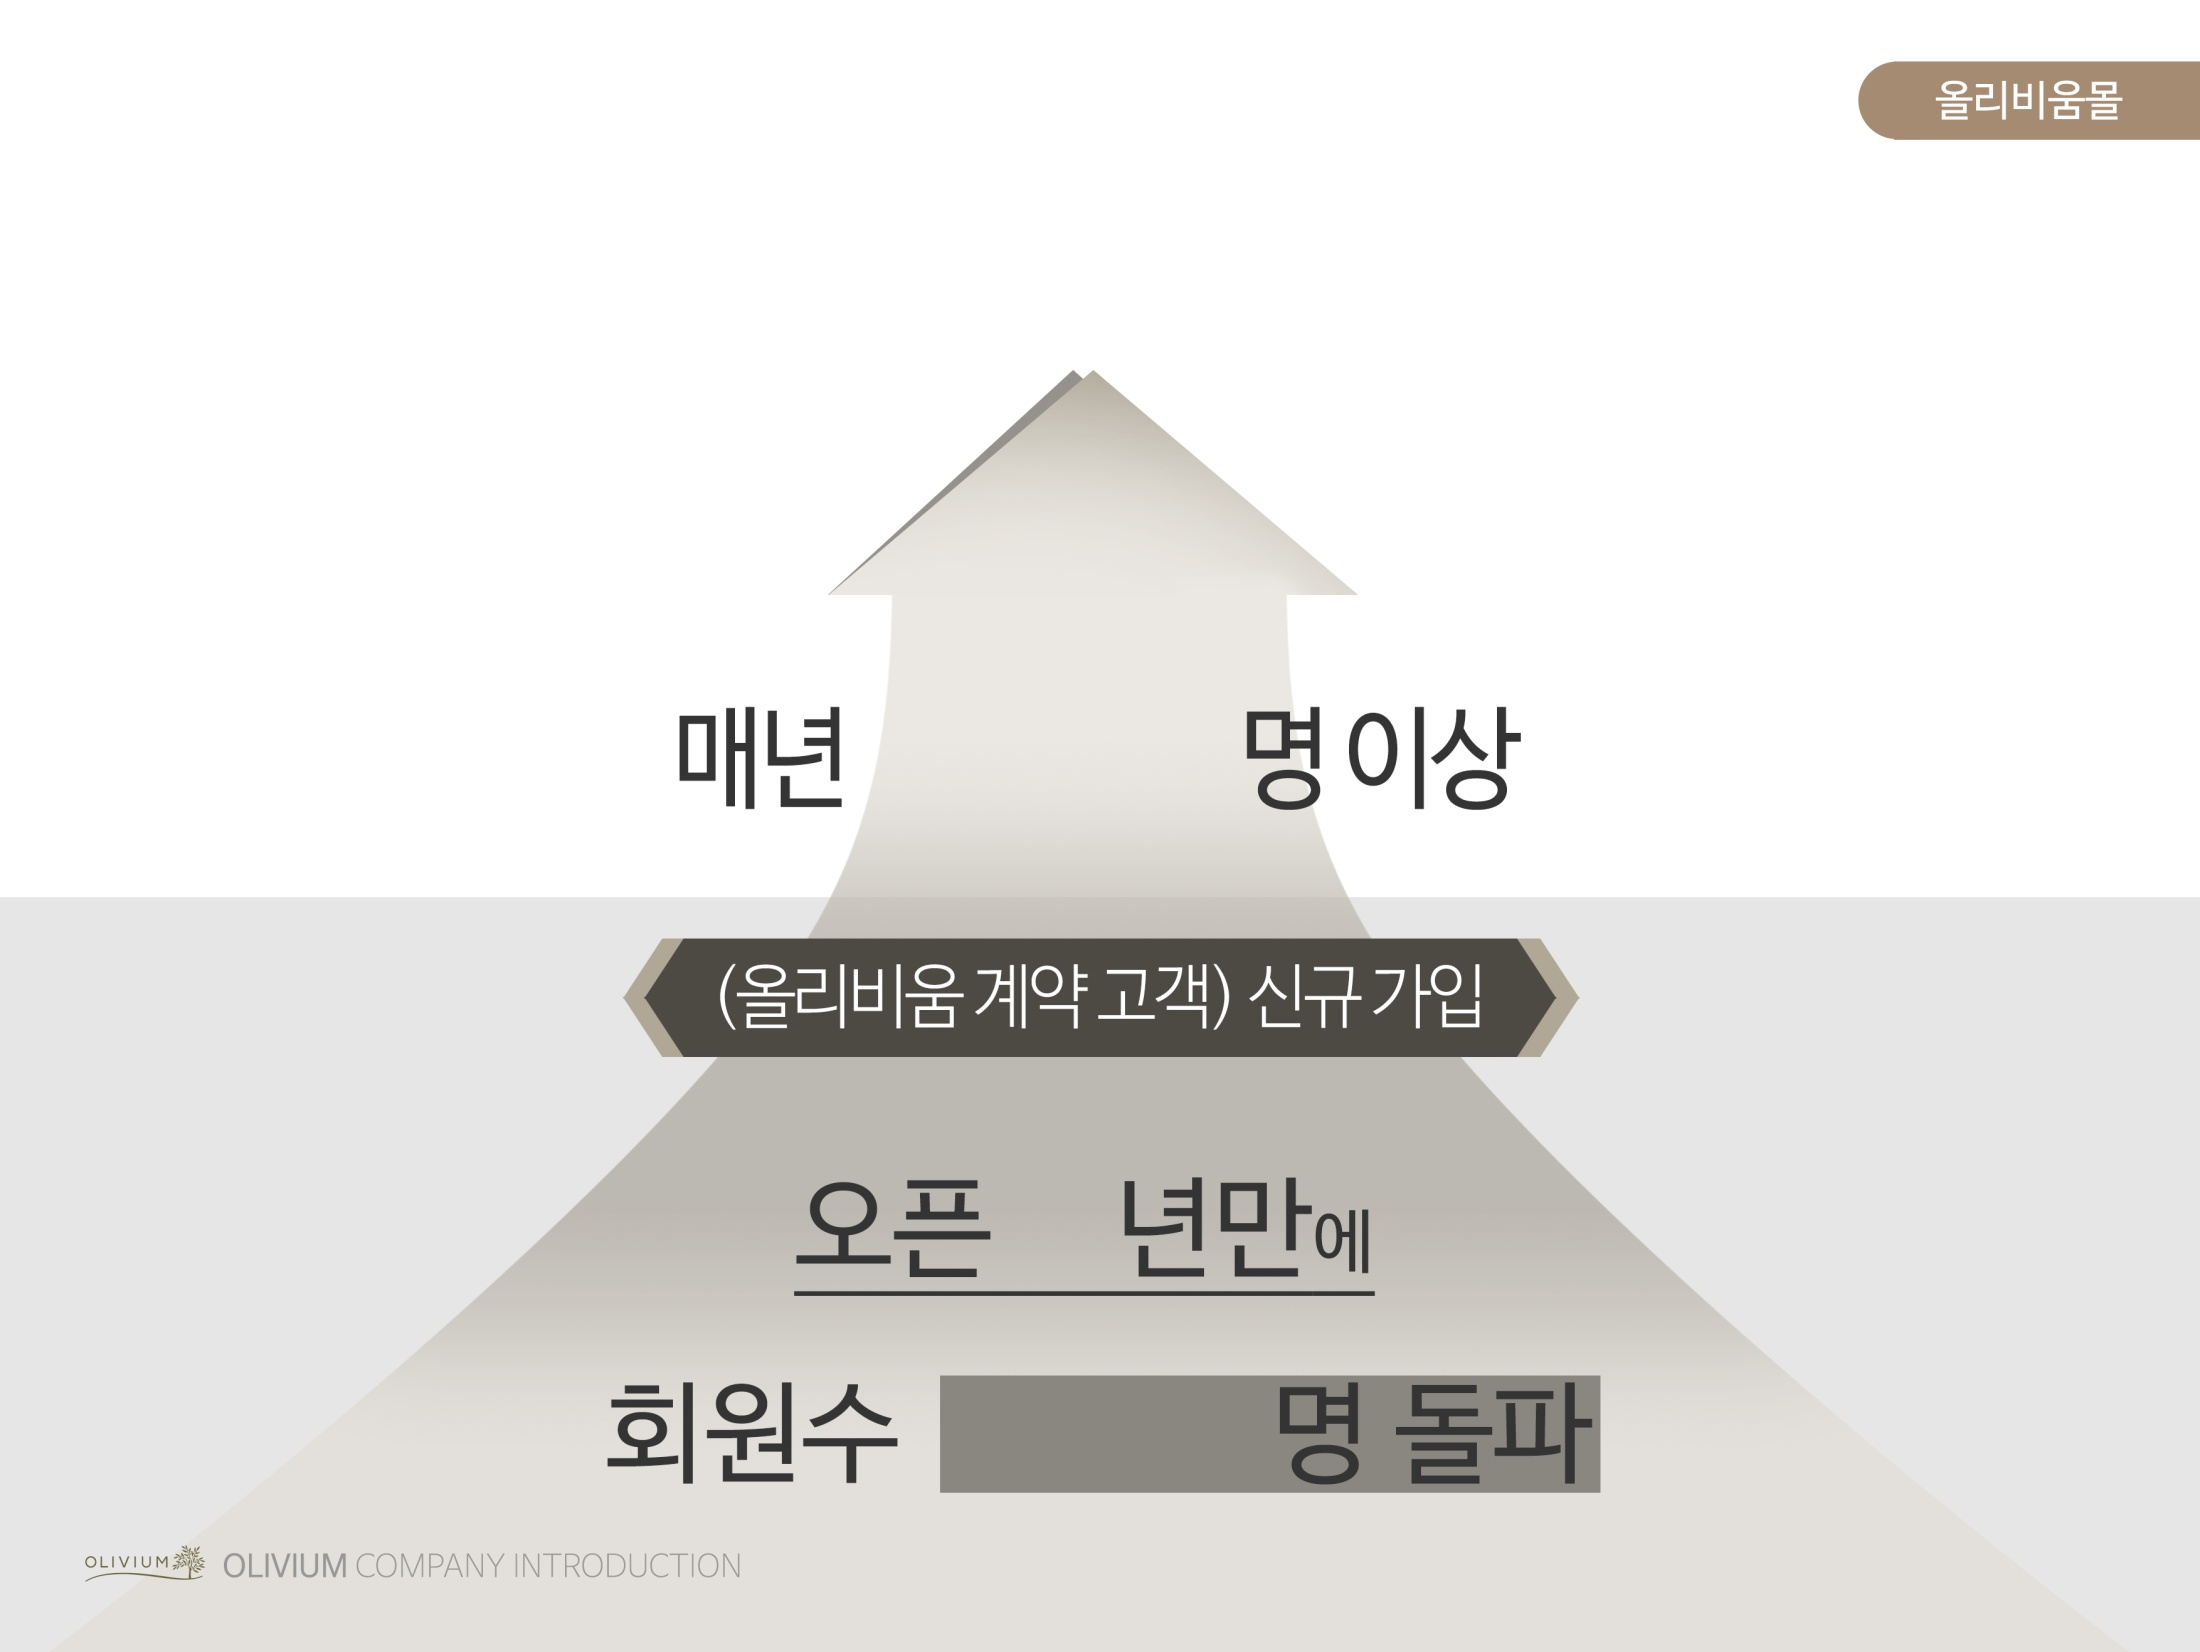 올리비움몰
매년 명 이상
(올리비움 계약 고객) 신규 가입
오픈 년만에
회원수 명 돌파
OLIVIUM OLIVIUM COMPANY INTRODUCTION